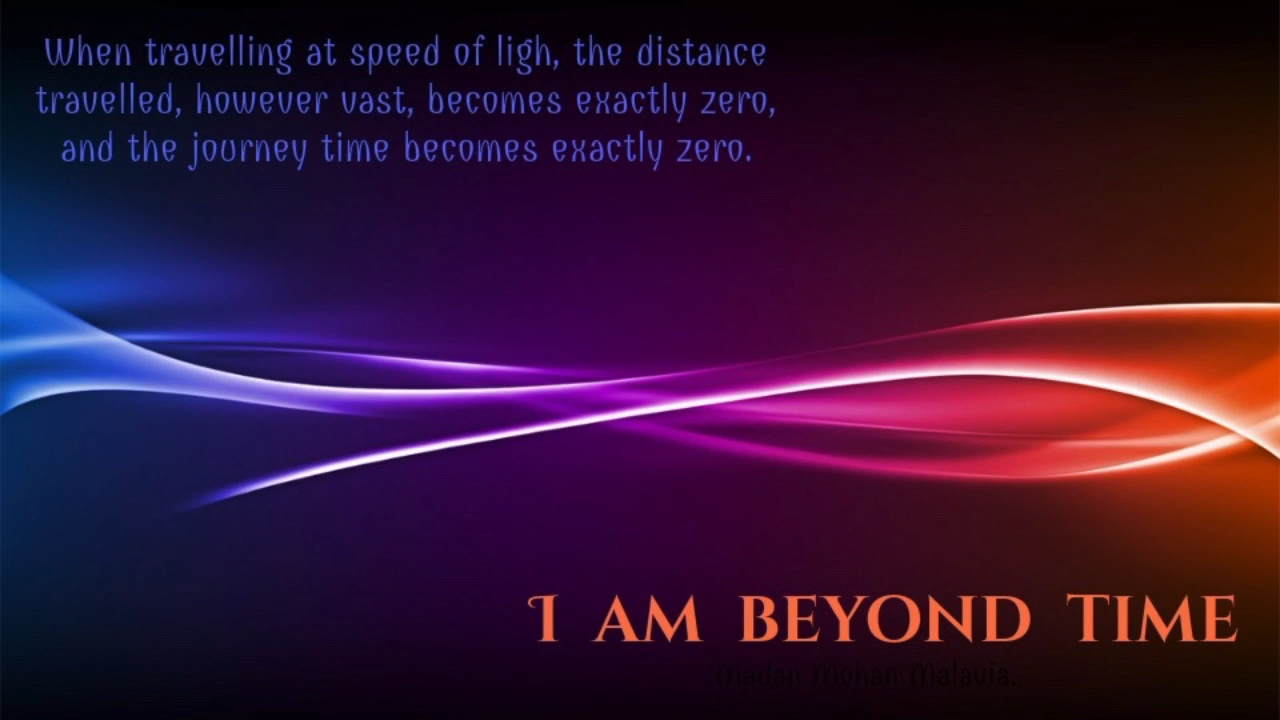 When travelling at speed of ligh, the distance
travelled, however vast, becomes exactly zero,
and the journey time becomes exactly zero.
I AM BEYOND TIME
Madan Mohan Malavia.